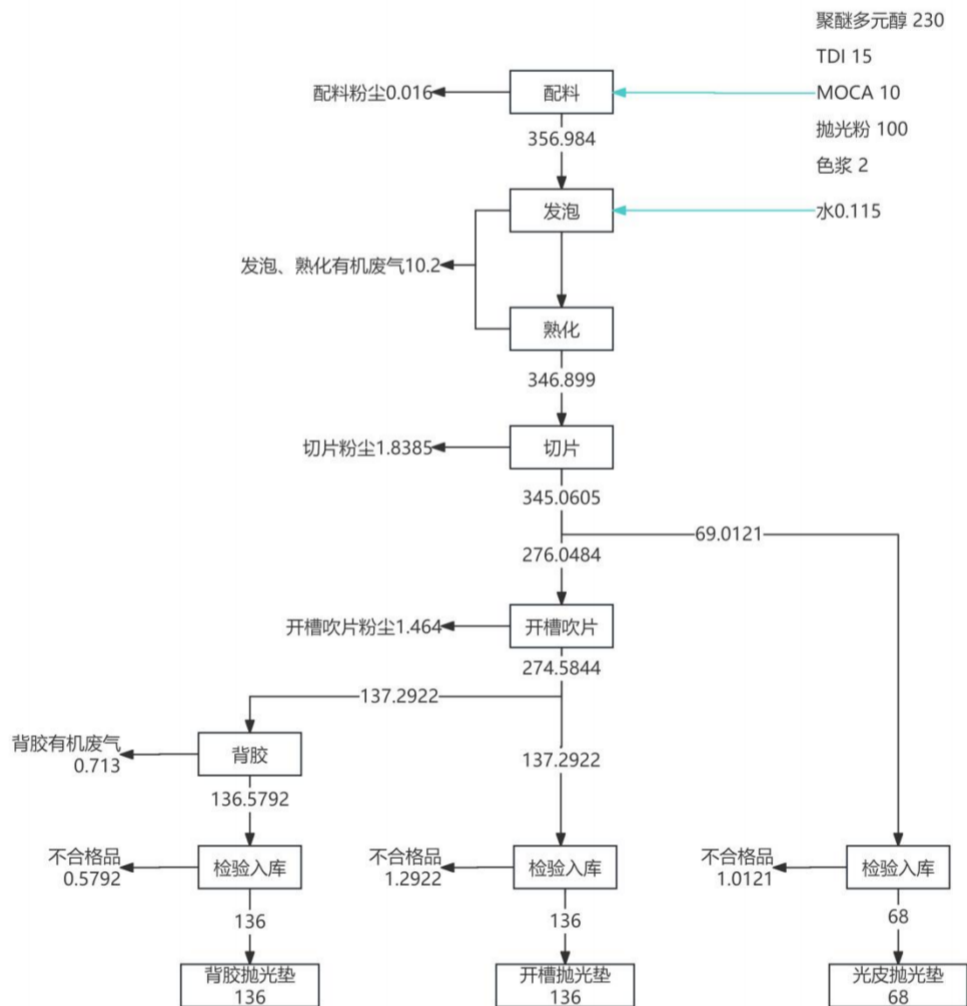 聚醚多元醇 230
TDI 15
配料粉尘0.016
配料
MOCA 10
抛光粉 100
356.984
色浆 2
发泡
水0.115
发泡、熟化有机废气10.2
熟化
346.899
切片粉尘1.8385
切片
345.0605
69.0121
276.0484
开槽吹片粉尘1.464
开槽吹片
274.5844
137.2922
背胶有机废气
0.713
背胶
137.2922
136.5792
不合格品
0.5792
检验入库
不合格品
1.2922
检验入库
不合格品
1.0121
检验入库
136
136
68
背胶抛光垫
136
开槽抛光垫
136
光皮抛光垫
68